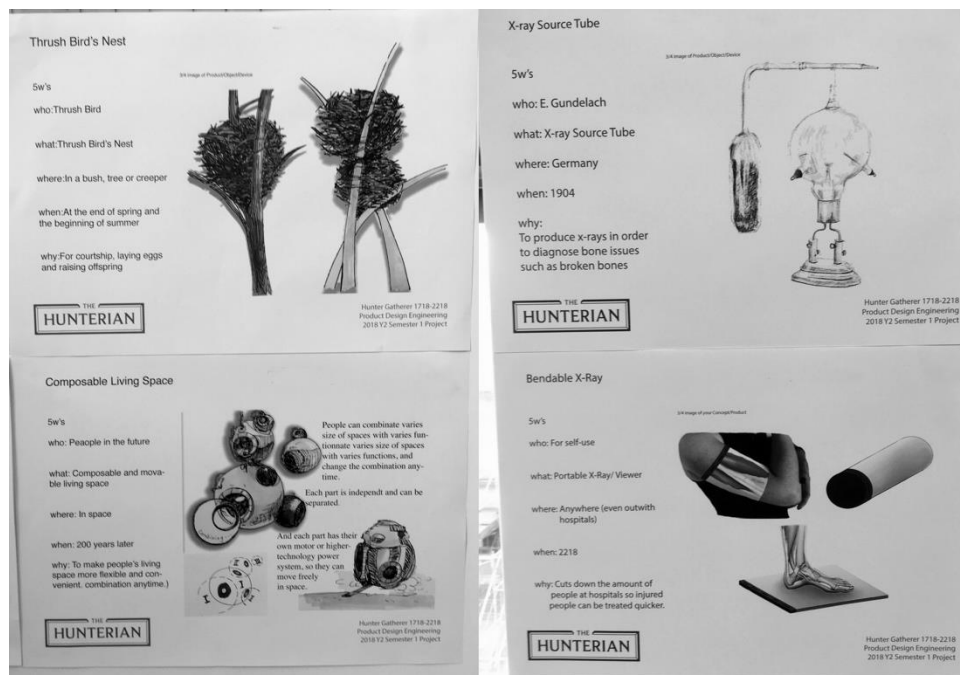 Thrush Bird's Nest
3/4 image of Product/Object/Device
5w's
who:Thrush Bird
what:Thrush Bird's Nest
where:In a bush, tree or creeper
when:At the end of spring and
the beginning of summer
why:For courtship, laying eggs
and raising offspring
THE
HUNTERIAN
Hunter Gatherer 1718-2218
Product Design Engineering
2018 Y2 Semester 1 Project
X-ray Source Tube
3/4 image of Product/Object/Device
5w's
who: E. Gundelach
what: X-ray Source Tube
where: Germany
when: 1904
why:
To produce x-rays in order
to diagnose bone issues
such as broken bones
THE
HUNTERIAN
Hunter Gatherer 1718-2218
Product Design Engineering
2018 Y2 Semester 1 Project
Composable Living Space
5w's
who: Peaople in the future
what: Composable and mova-
ble living space
where: In space
when: 200 years later
why: To make people's living
space more flexible and con-
venient. combination anytime.)
People can combinate varies
size of spaces with varies fun-
tionnate varies size of spaces
with varies functions, and
change the combination any-
time.
Each part is independt and can be
separated.
And each part has their
own motor or higher-
technology power
system, so they can
move freely
in space.
THE
HUNTERIAN
Hunter Gatherer 1718-2218
Product Design Engineering
2018 Y2 Semester 1 Project
Bendable X-Ray
3/4 image of your Concept/Product
5w's
who: For self-use
what: Portable X-Ray/ Viewer
where: Anywhere (even outwith
hospitals)
when: 2218
why: Cuts down the amount of
people at hospitals so injured
people can be treated quicker.
THE
HUNTERIAN
Hunter Gatherer 1718-2218
Product Design Engineering
2018 Y2 Semester 1 Project